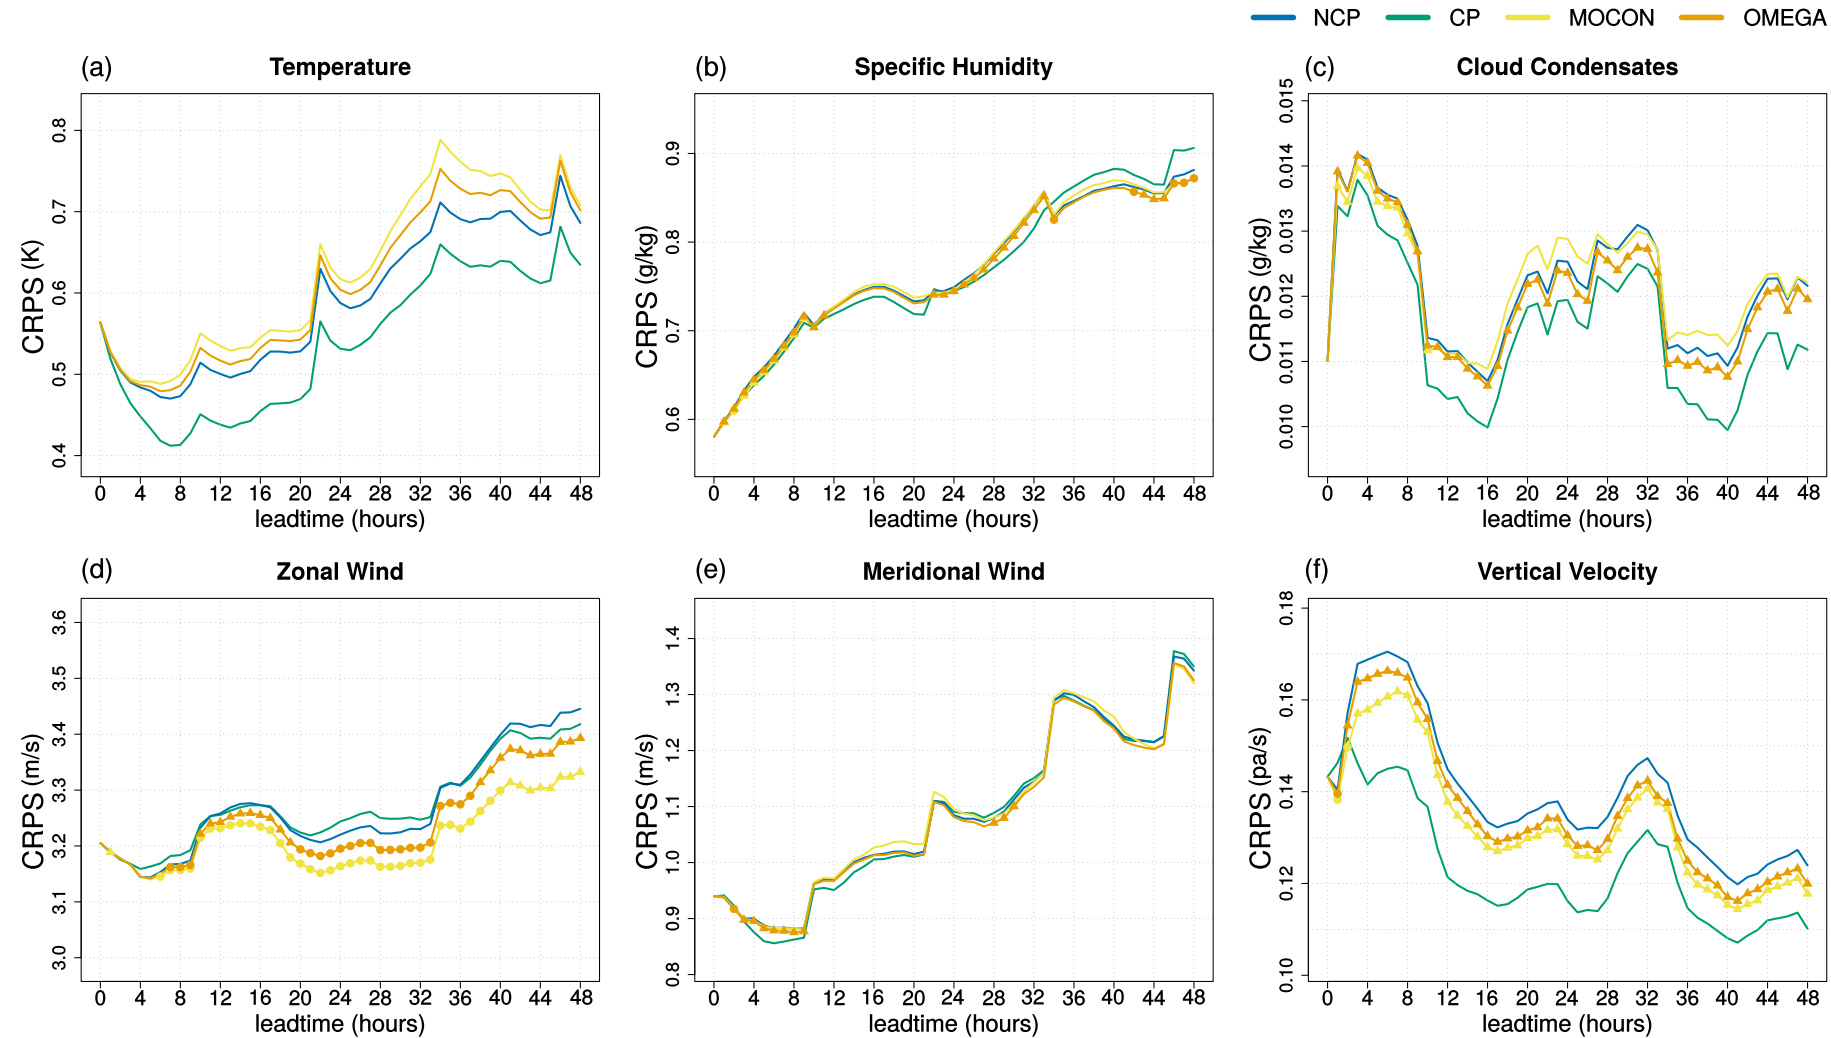 NCP CP MOCON OMEGA
(a) Temperature
CRPS (K)
0.4 0.5 0.6 0.7 0.8
0 4 8 12 16 20 24 28 32 36 40 44 48
leadtime (hours)
(b) Specific Humidity
CRPS (g/kg)
0.6 0.7 0.8 0.9
0 4 8 12 16 20 24 28 32 36 40 44 48
leadtime (hours)
(c) Cloud Condensates
CRPS (g/kg)
0.010 0.011 0.012 0.013 0.014 0.015
0 4 8 12 16 20 24 28 32 36 40 44 48
leadtime (hours)
(d) Zonal Wind
CRPS (m/s)
3.0 3.1 3.2 3.3 3.4 3.5 3.6
0 4 8 12 16 20 24 28 32 36 40 44 48
leadtime (hours)
(e) Meridional Wind
CRPS (m/s)
0.8 0.9 1.0 1.1 1.2 1.3 1.4
0 4 8 12 16 20 24 28 32 36 40 44 48
leadtime (hours)
(f) Vertical Velocity
CRPS (pa/s)
0.10 0.12 0.14 0.16 0.18
0 4 8 12 16 20 24 28 32 36 40 44 48
leadtime (hours)